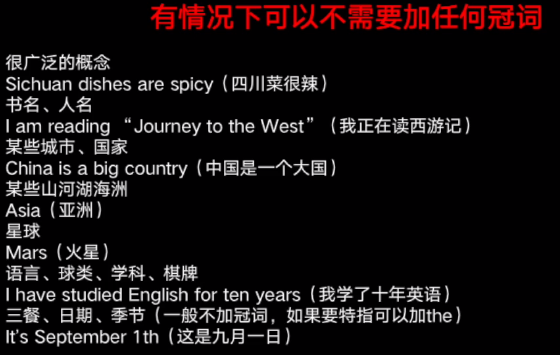 有情况下可以不需要加任何冠词
很广泛的概念
Sichuan dishes are spicy（四川菜很辣）
书名、人名
I am reading “Journey to the West”（我正在读西游记）
某些城市、国家
China is a big country（中国是一个大国）
某些山河湖海洲
Asia（亚洲）
星球
Mars（火星）
语言、球类、学科、棋牌
I have studied English for ten years（我学了十年英语）
三餐、日期、季节（一般不加冠词，如果要特指可以加the）
It's September 1th（这是九月一日）